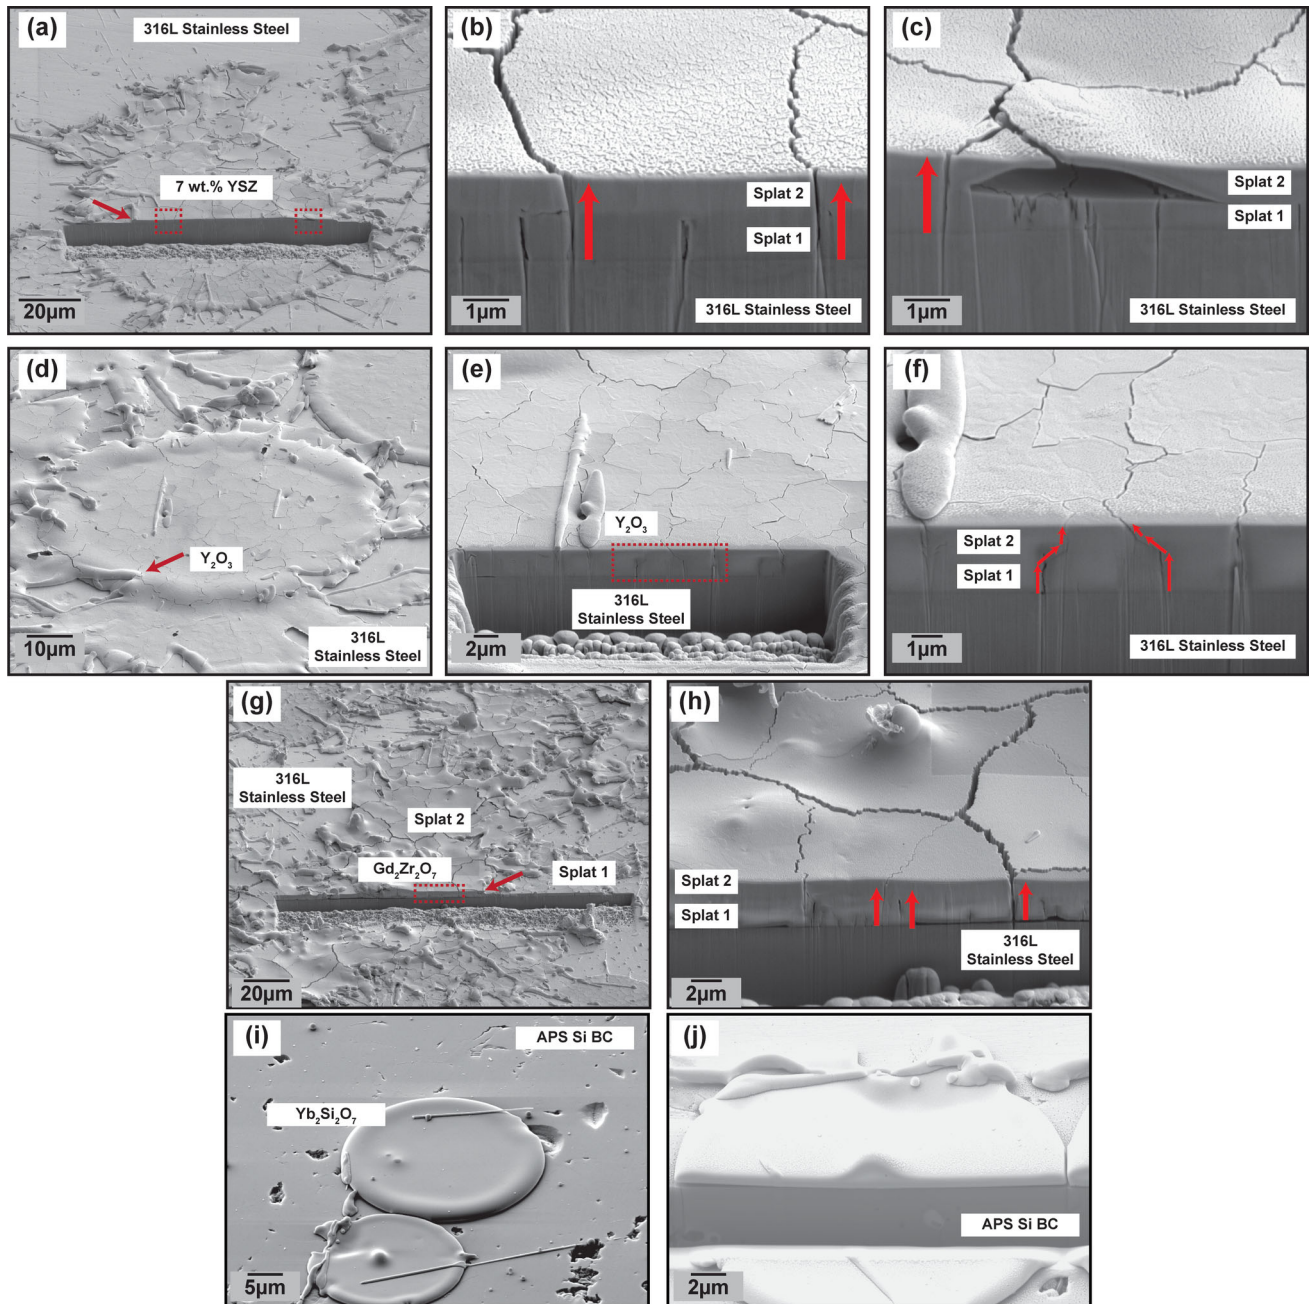 (a)
316L Stainless Steel
7 wt.% YSZ
20µm
(b)
Splat 2
Splat 1
1µm
316L Stainless Steel
(c)
Splat 2
Splat 1
1µm
316L Stainless Steel
(d)
Y₂O₃
10µm
316L
Stainless Steel
(e)
Y₂O₃
316L
Stainless Steel
2µm
(f)
Splat 2
Splat 1
1µm
316L Stainless Steel
(g)
316L
Stainless Steel
Splat 2
Gd₂Zr₂O₇
Splat 1
20µm
(h)
Splat 2
Splat 1
316L
Stainless Steel
2µm
(i)
APS Si BC
Yb₂Si₂O₇
5µm
(j)
APS Si BC
2µm